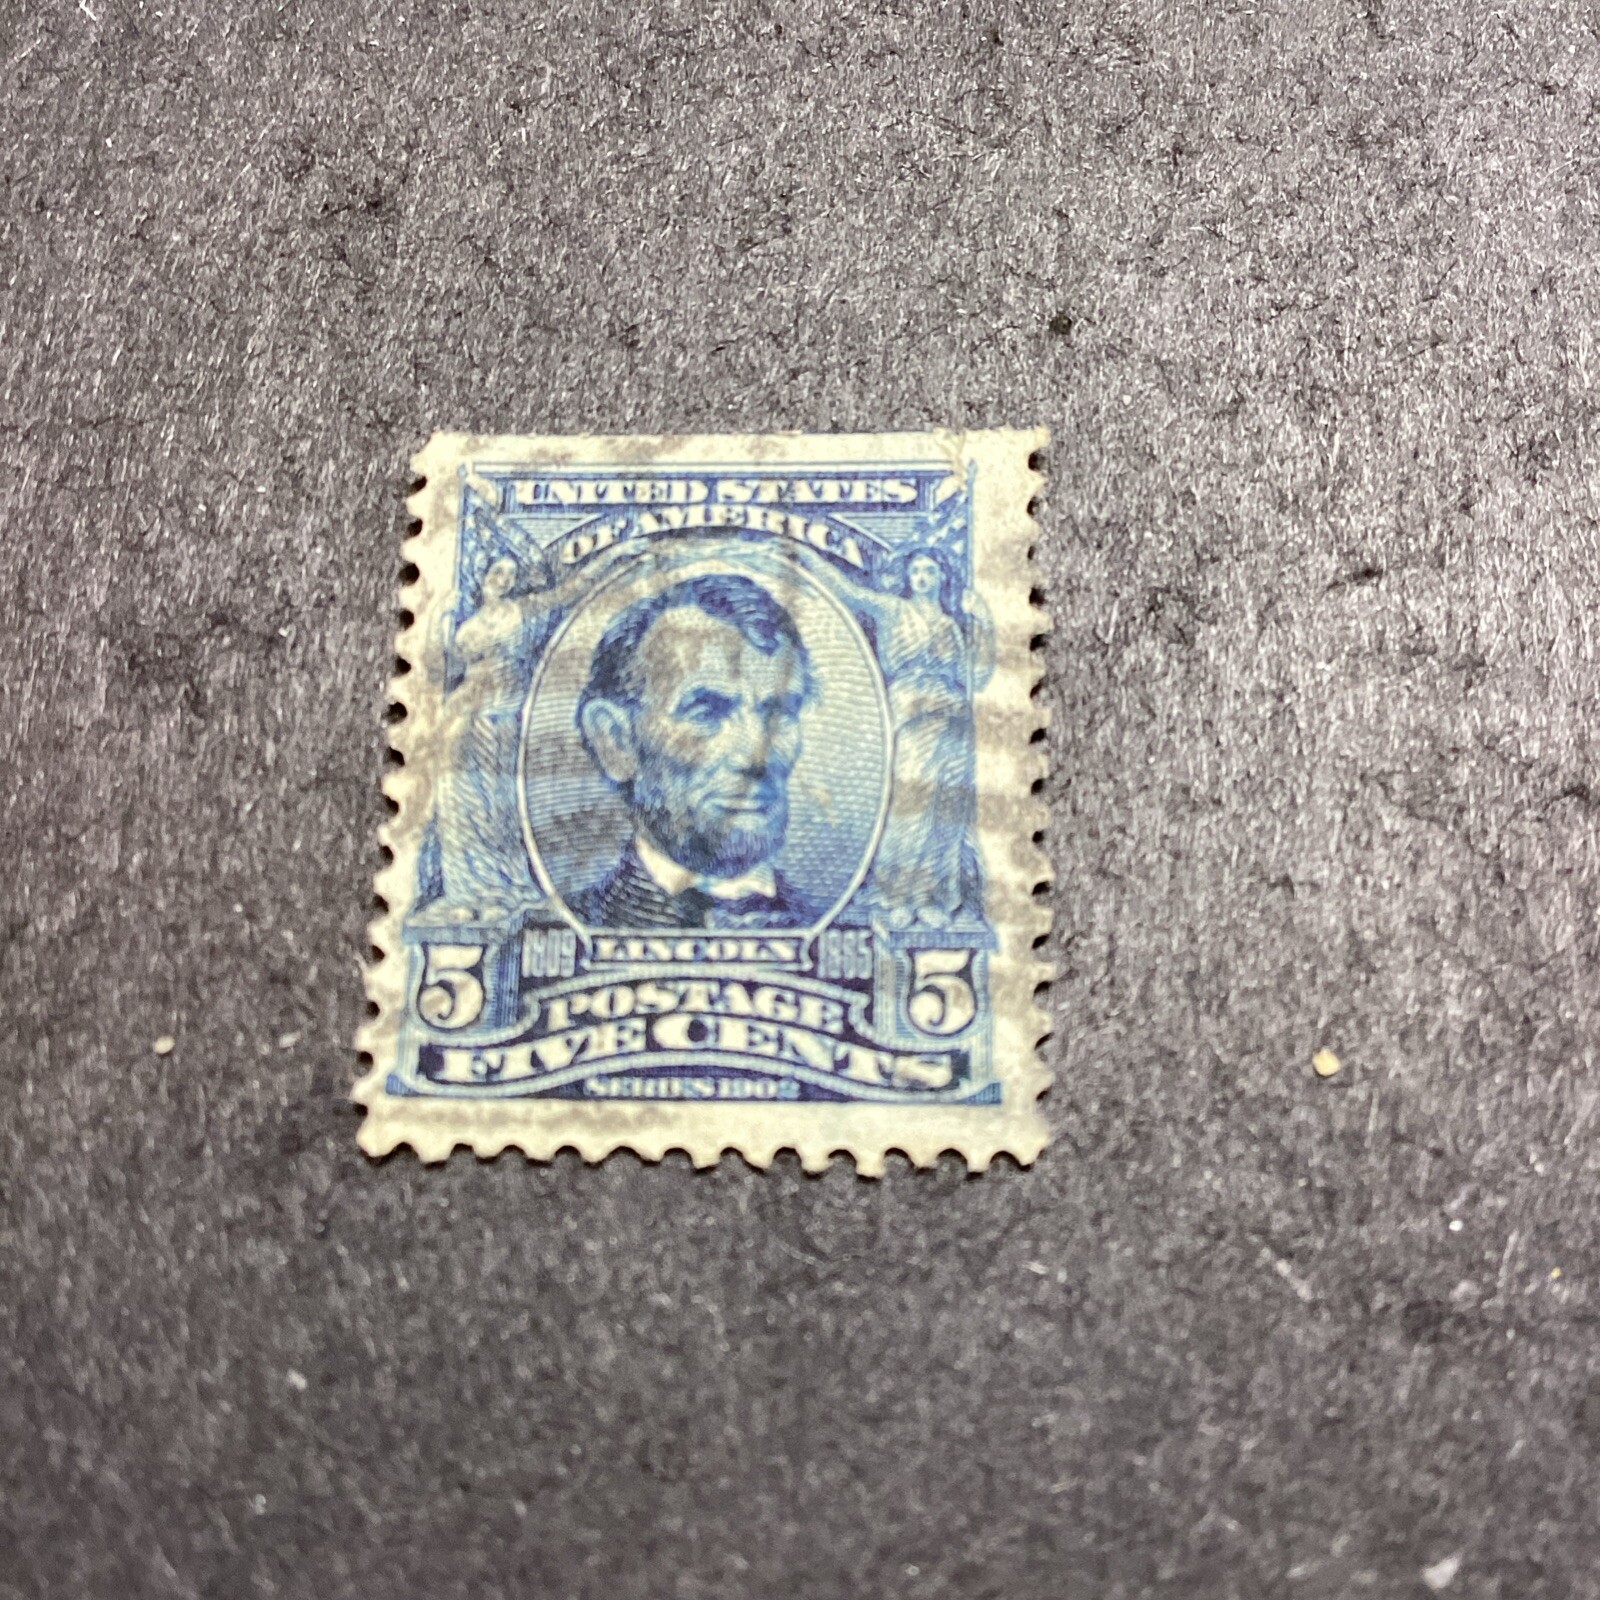 UNITED STATES
OF AMERICA
1809 LINCOLN 1865
5 POSTAGE 5
FIVE CENTS
SERIES 1902